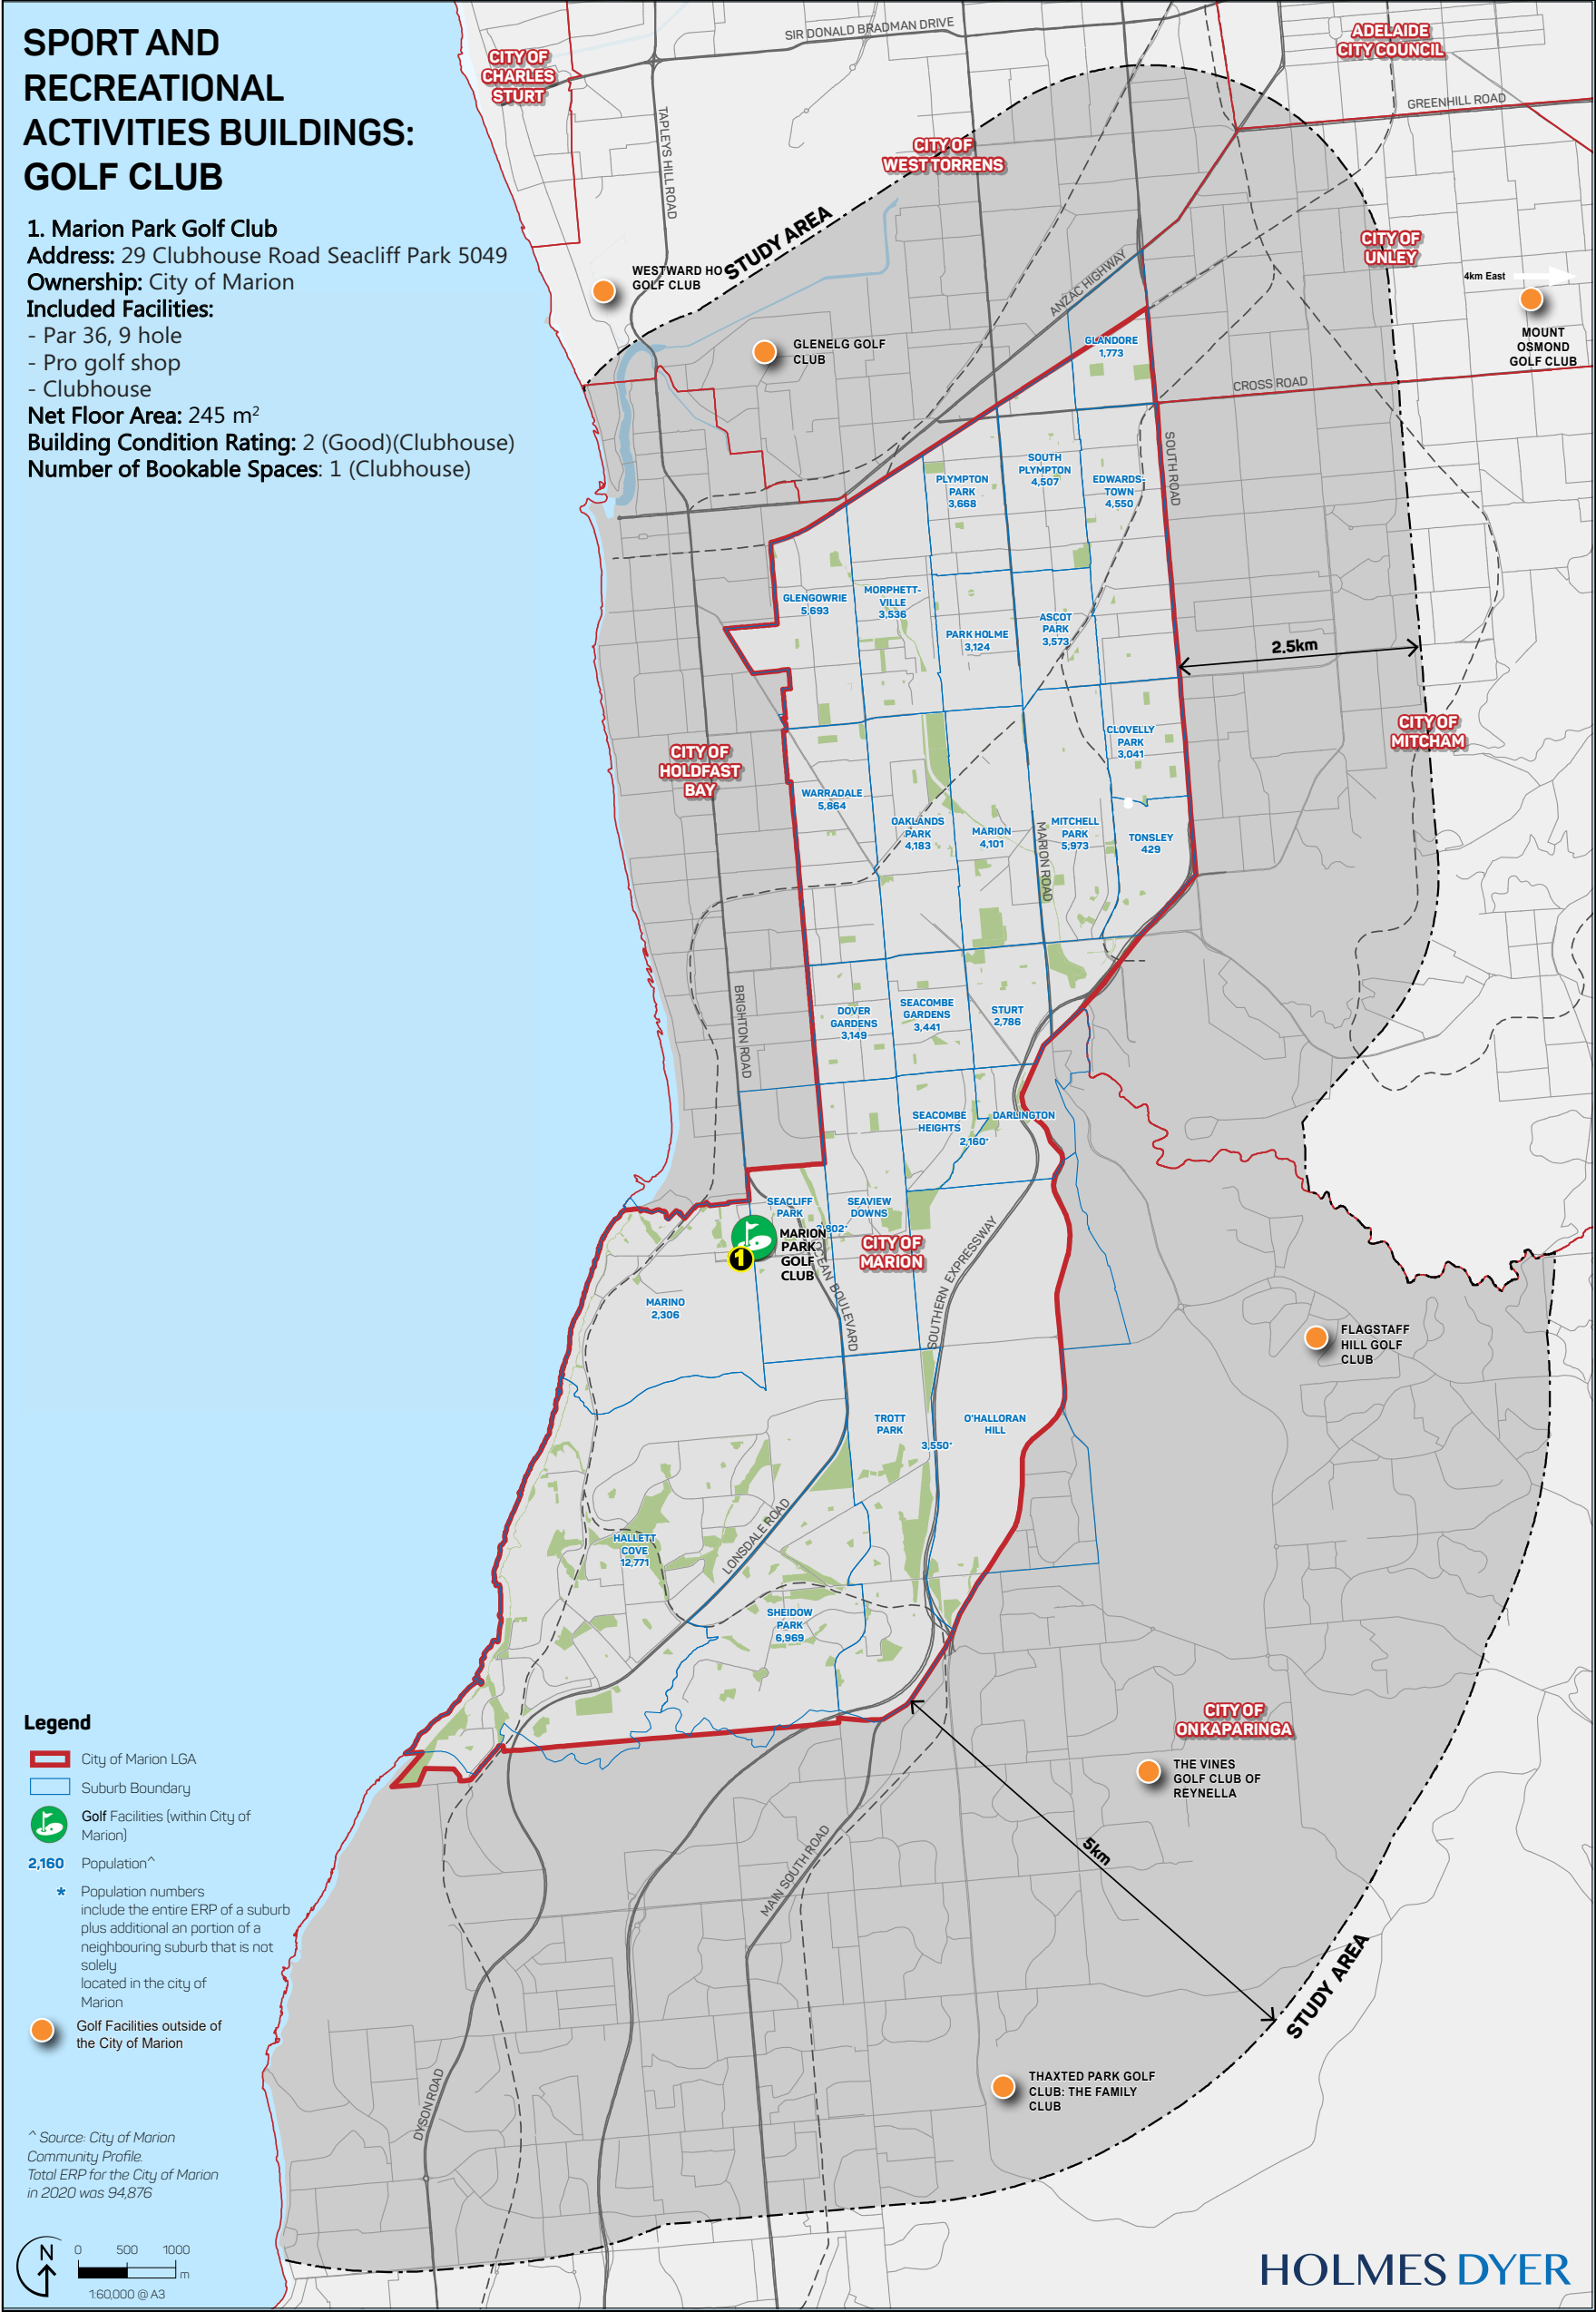 SPORT AND
RECREATIONAL
ACTIVITIES BUILDINGS:
GOLF CLUB
1. Marion Park Golf Club
Address: 29 Clubhouse Road Seacliff Park 5049
Ownership: City of Marion
Included Facilities:
- Par 36, 9 hole
- Pro golf shop
- Clubhouse
Net Floor Area: 245 m²
Building Condition Rating: 2 (Good)(Clubhouse)
Number of Bookable Spaces: 1 (Clubhouse)
CITY OF
CHARLES
STURT
SIR DONALD BRADMAN DRIVE
ADELAIDE
CITY COUNCIL
GREENHILL ROAD
TAPLEYS HILL ROAD
CITY OF
WEST TORRENS
STUDY AREA
CITY OF
UNLEY
WESTWARD HO
GOLF CLUB
4km East
MOUNT
OSMOND
GOLF CLUB
ANZAC HIGHWAY
GLENELG GOLF
CLUB
GLANDORE
1,773
CROSS ROAD
SOUTH ROAD
PLYMPTON
PARK
3,668
SOUTH
PLYMPTON
4,507
EDWARDS-
TOWN
4,550
GLENGOWRIE
5,693
MORPHETT-
VILLE
3,536
PARK HOLME
3,124
ASCOT
PARK
3,573
2.5km
CITY OF
MITCHAM
CITY OF
HOLDFAST
BAY
CLOVELLY
PARK
3,041
WARRADALE
5,864
OAKLANDS
PARK
4,183
MARION
4,101
MARION ROAD
MITCHELL
PARK
5,973
TONSLEY
429
BRIGHTON ROAD
DOVER
GARDENS
3,149
SEACOMBE
GARDENS
3,441
STURT
2,786
SEACOMBE
HEIGHTS
DARLINGTON
2,160*
SEACLIFF
PARK
SEAVIEW
DOWNS
1
MARION
PARK
GOLF
CLUB
CITY OF
MARION
OCEAN BOULEVARD
SOUTHERN EXPRESSWAY
MARINO
2,306
FLAGSTAFF
HILL GOLF
CLUB
TROTT
PARK
O'HALLORAN
HILL
3,550*
LONSDALE ROAD
HALLETT
COVE
12,771
SHEIDOW
PARK
6,969
CITY OF
ONKAPARINGA
THE VINES
GOLF CLUB OF
REYNELLA
5km
MAIN SOUTH ROAD
STUDY AREA
THAXTED PARK GOLF
CLUB: THE FAMILY
CLUB
DYSON ROAD
Legend
City of Marion LGA
Suburb Boundary
Golf Facilities (within City of
Marion)
2,160 Population^
* Population numbers
include the entire ERP of a suburb
plus additional an portion of a
neighbouring suburb that is not
solely
located in the city of
Marion
Golf Facilities outside of
the City of Marion
^ Source: City of Marion
Community Profile.
Total ERP for the City of Marion
in 2020 was 94,876
N
0 500 1000
m
1:60,000 @ A3
HOLMES DYER